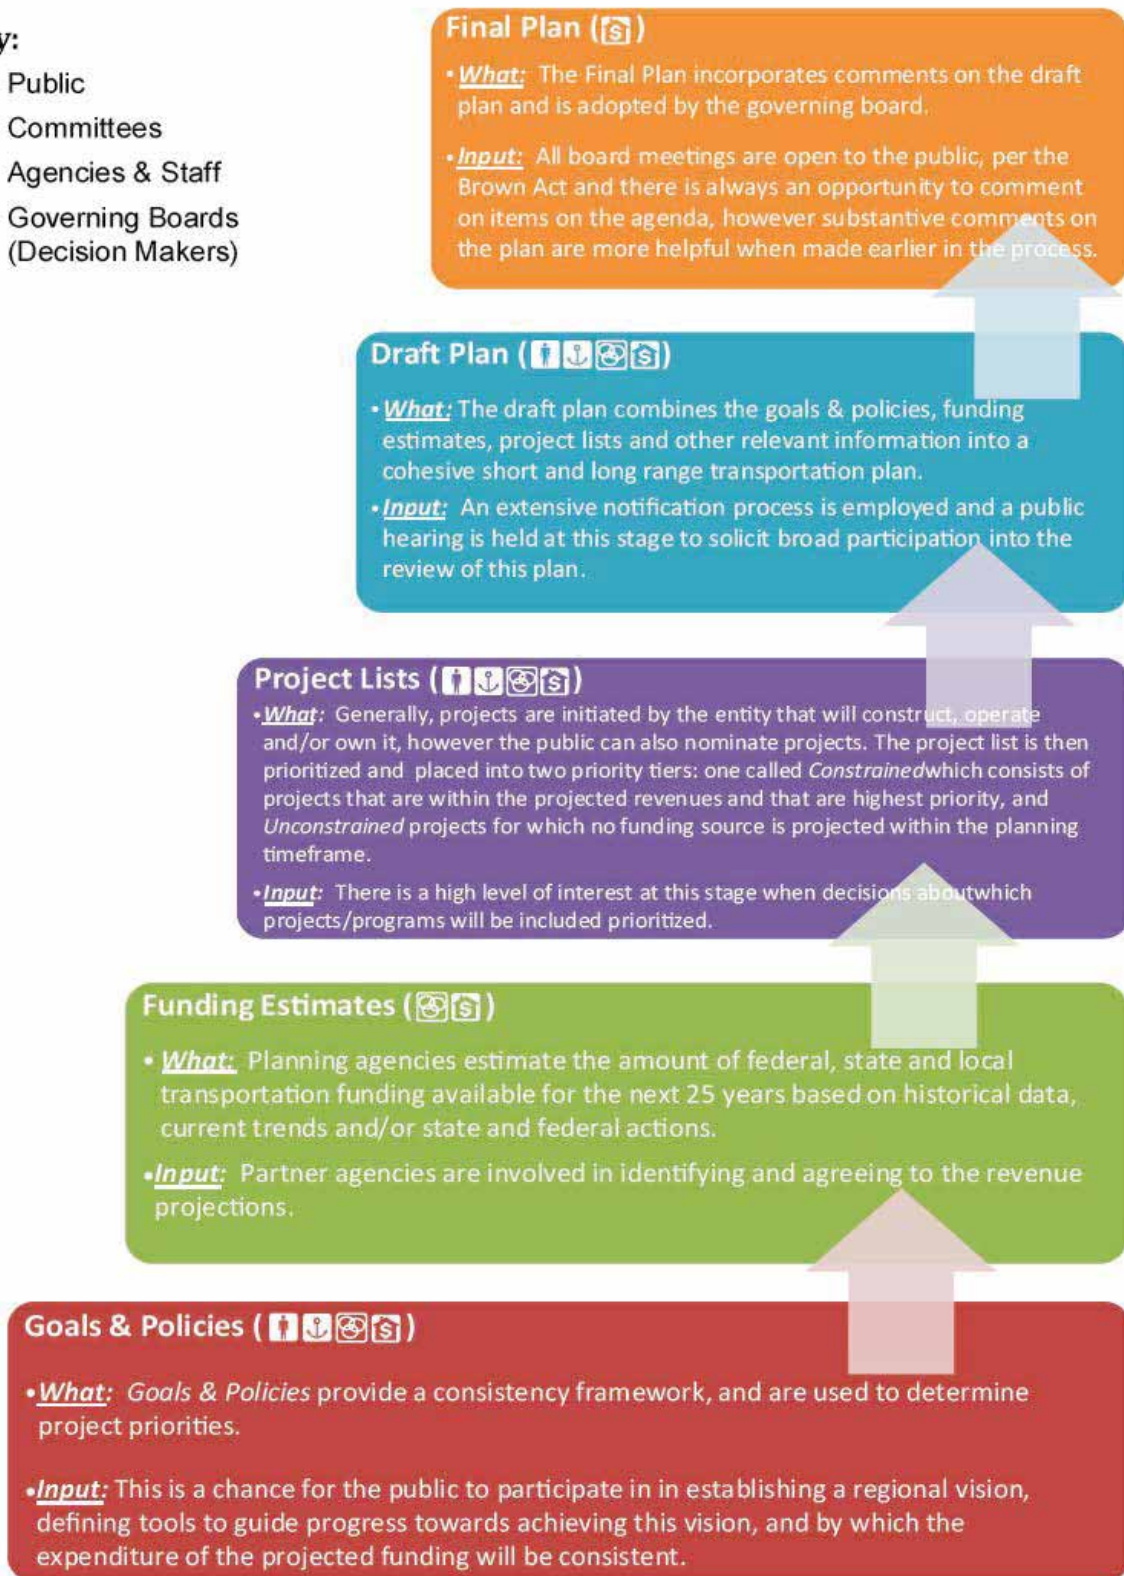 y:
Public
Committees
Agencies & Staff
Governing Boards
(Decision Makers)
Final Plan ($)
• What: The Final Plan incorporates comments on the draft
plan and is adopted by the governing board.
• Input: All board meetings are open to the public, per the
Brown Act and there is always an opportunity to comment
on items on the agenda, however substantive comments on
the plan are more helpful when made earlier in the process.
Draft Plan ($)
• What: The draft plan combines the goals & policies, funding
estimates, project lists and other relevant information into a
cohesive short and long range transportation plan.
• Input: An extensive notification process is employed and a public
hearing is held at this stage to solicit broad participation into the
review of this plan.
Project Lists ($)
• What: Generally, projects are initiated by the entity that will construct, operate
and/or own it, however the public can also nominate projects. The project list is then
prioritized and placed into two priority tiers: one called Constrainedwhich consists of
projects that are within the projected revenues and that are highest priority, and
Unconstrained projects for which no funding source is projected within the planning
timeframe.
• Input: There is a high level of interest at this stage when decisions aboutwhich
projects/programs will be included prioritized.
Funding Estimates ($)
• What: Planning agencies estimate the amount of federal, state and local
transportation funding available for the next 25 years based on historical data,
current trends and/or state and federal actions.
• Input: Partner agencies are involved in identifying and agreeing to the revenue
projections.
Goals & Policies ($)
• What: Goals & Policies provide a consistency framework, and are used to determine
project priorities.
• Input: This is a chance for the public to participate in in establishing a regional vision,
defining tools to guide progress towards achieving this vision, and by which the
expenditure of the projected funding will be consistent.